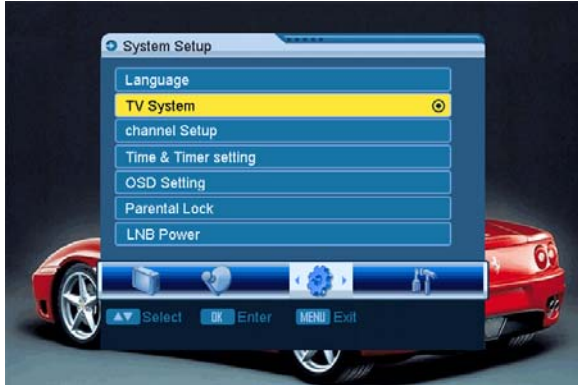 System Setup
Language
TV System
channel Setup
Time & Timer setting
OSD Setting
Parental Lock
LNB Power
▲▼ Select OK Enter MENU Exit